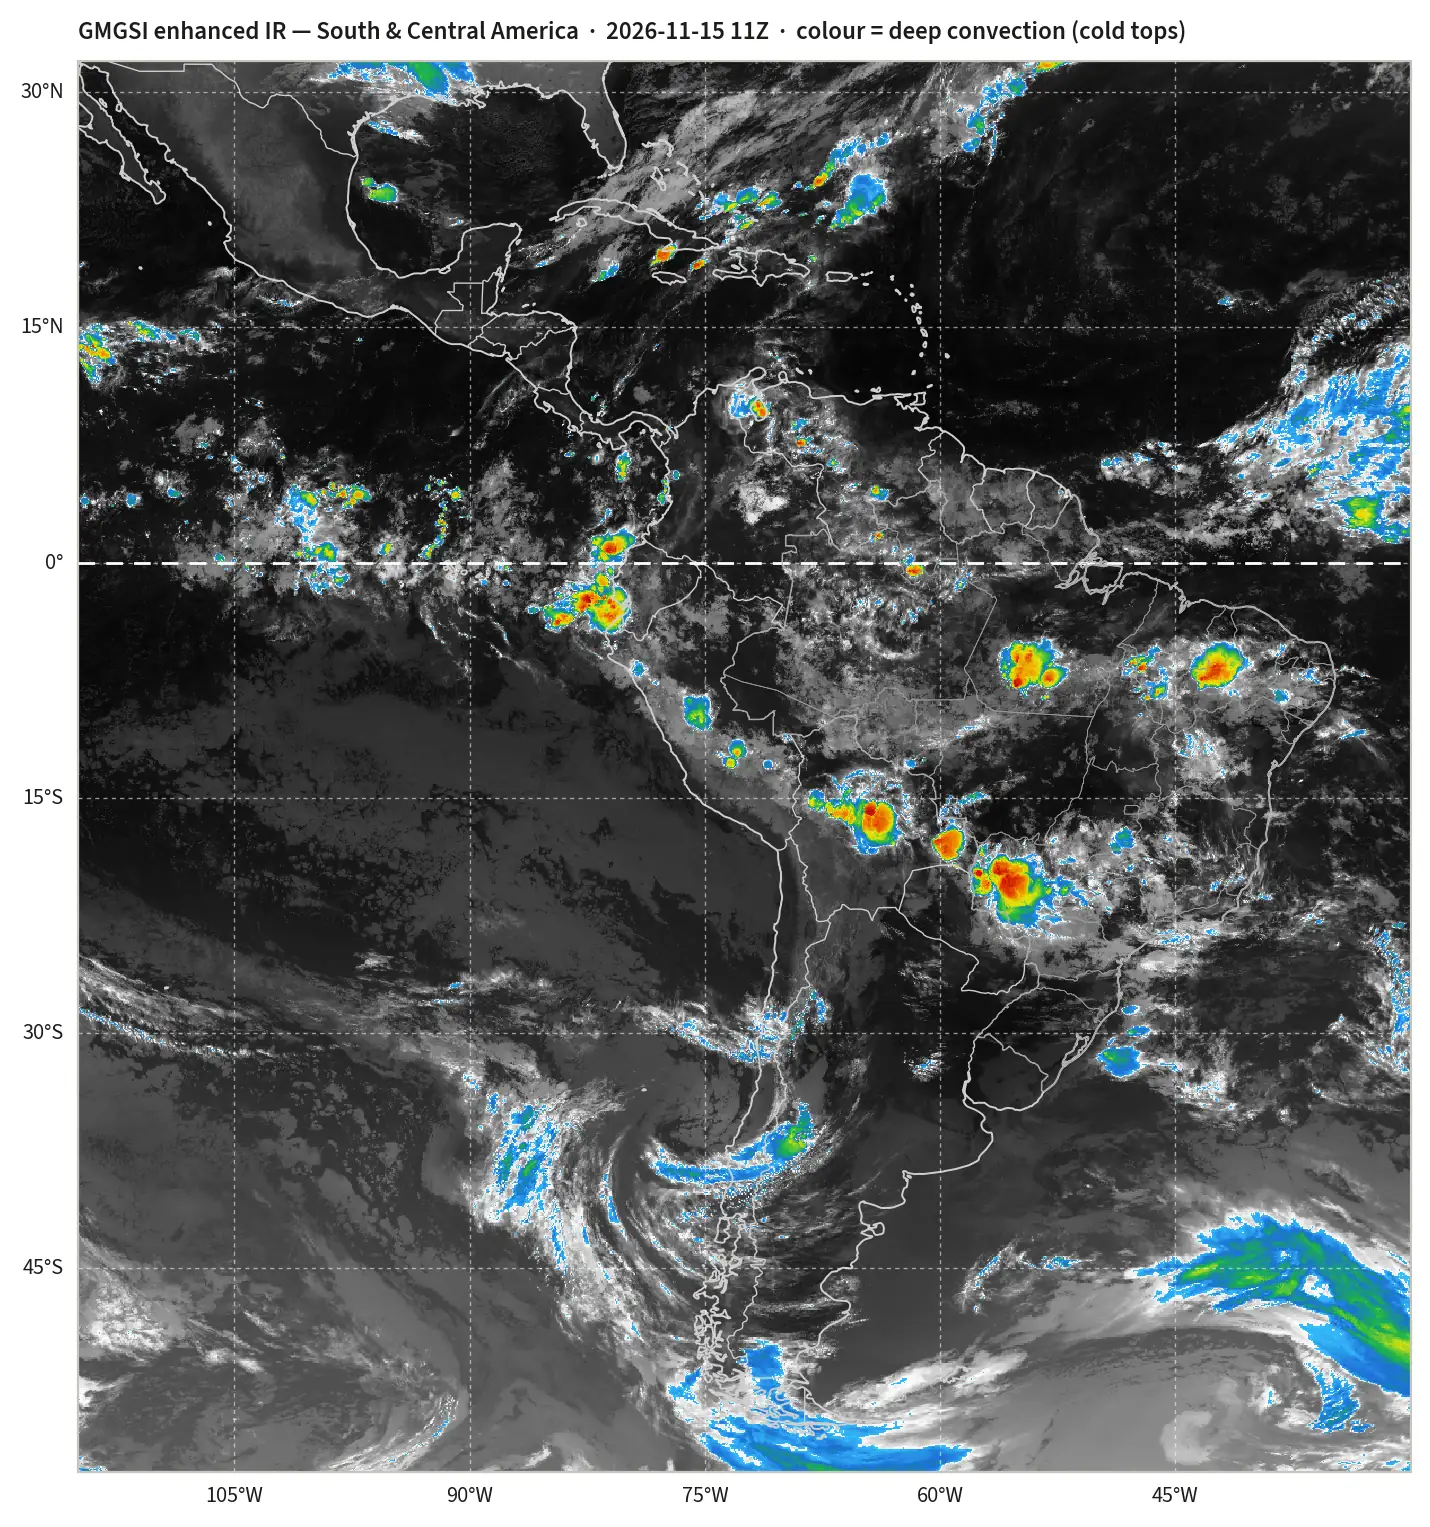 GMGSI enhanced IR — South & Central America · 2026-11-15 11Z · colour = deep convection (cold tops)
30°N
15°N
0°
15°S
30°S
45°S
105°W
90°W
75°W
60°W
45°W